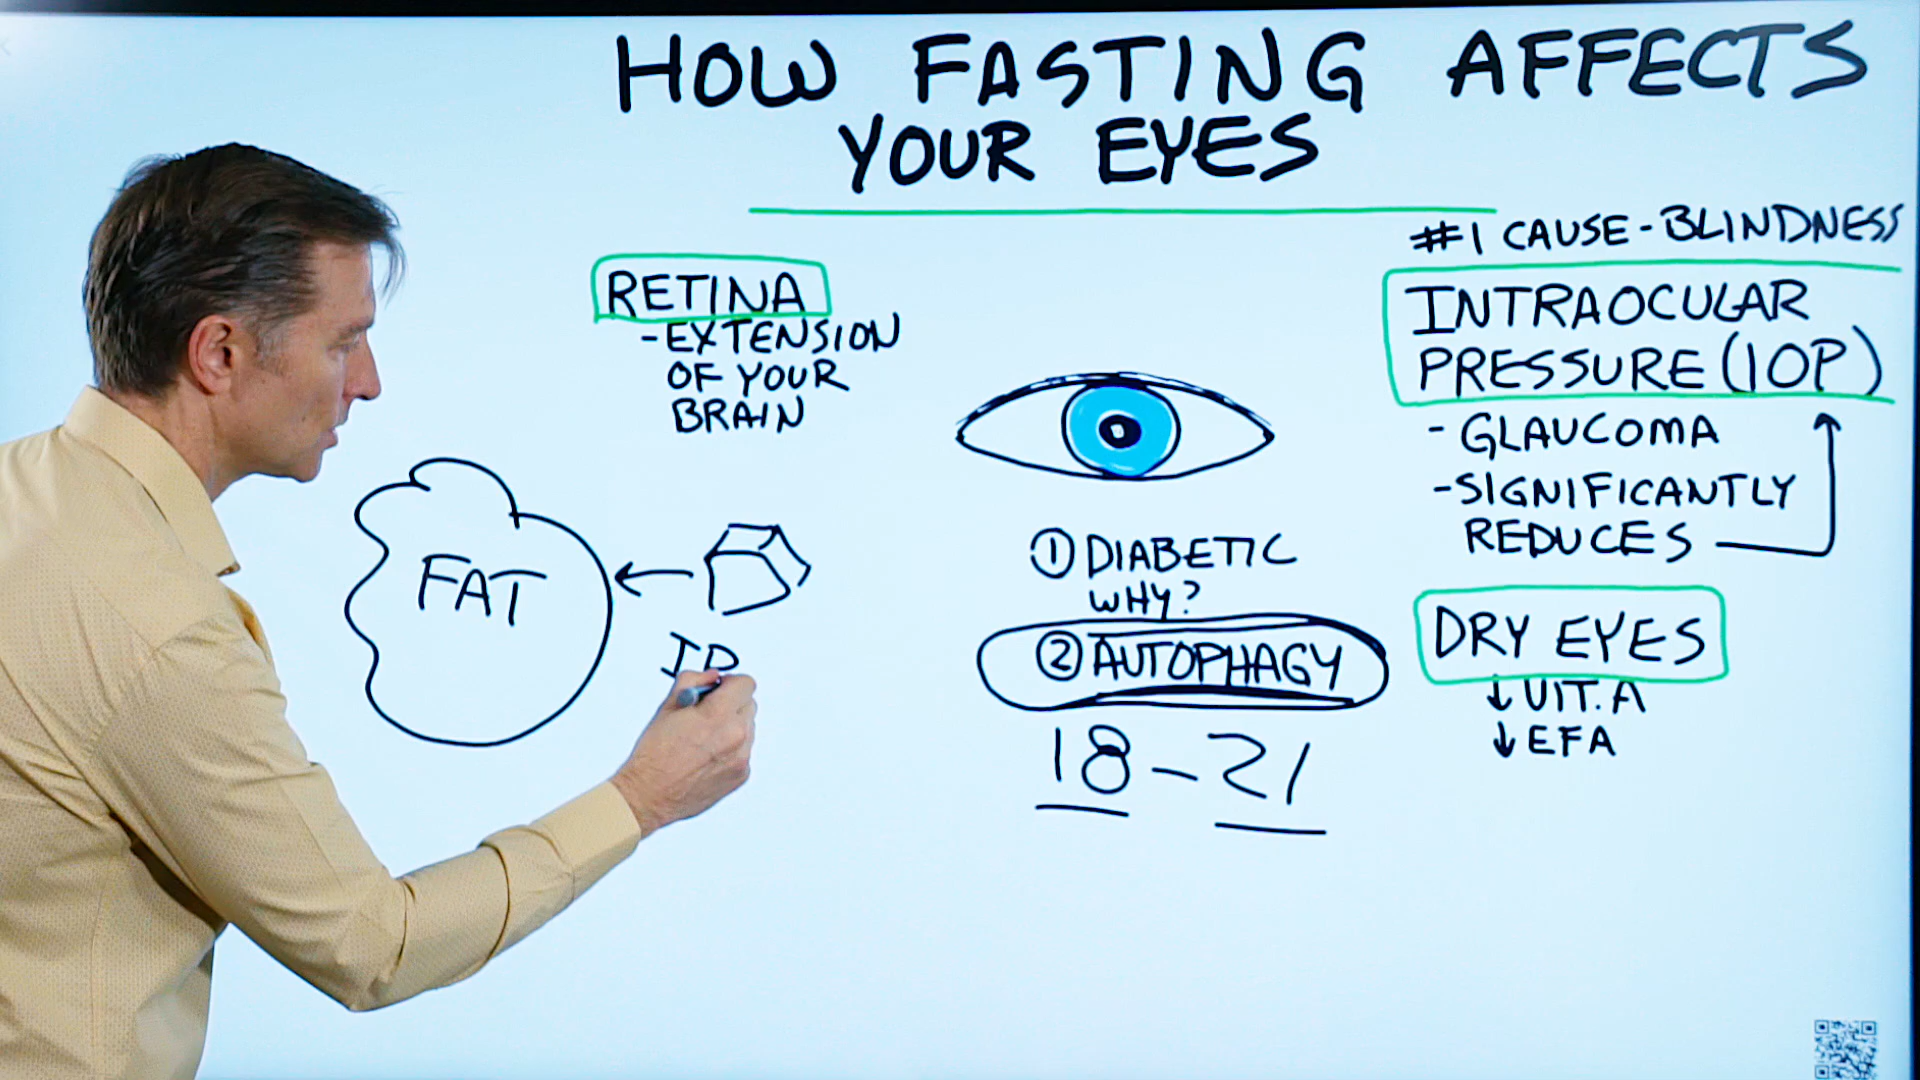 HOW FASTING AFFECTS
YOUR EYES
RETINA
-EXTENSION
OF YOUR
BRAIN
FAT
IR
① DIABETIC
WHY?
② AUTOPHAGY
18-21
#1 CAUSE-BLINDNESS
INTRAOCULAR
PRESSURE (IOP)
- GLAUCOMA
-SIGNIFICANTLY
REDUCES
DRY EYES
↓ VIT. A
↓ EFA